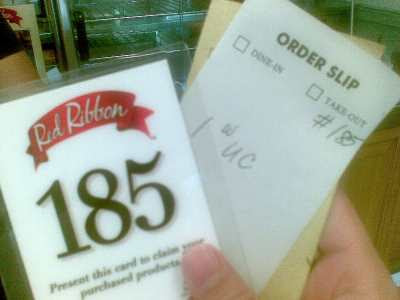 Red Ribbon
185
Present this card to claim your
purchased products.
ORDER SLIP
DINE-IN
TAKE-OUT
#185
1 w
UC